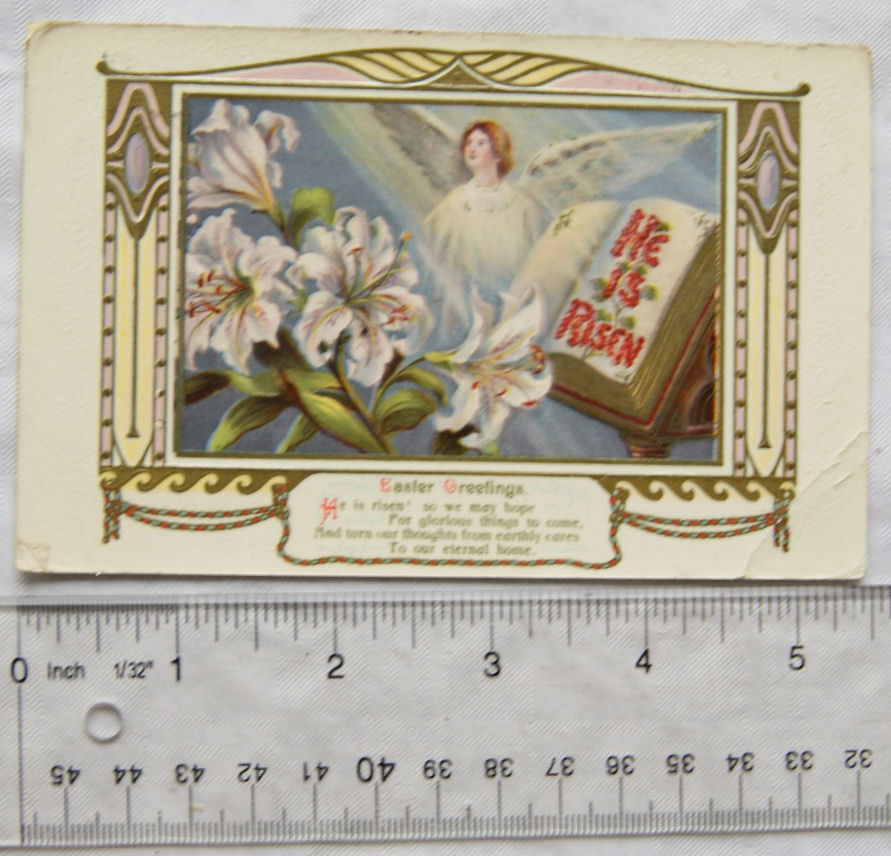 HE
IS
RISEN
Easter Greetings.
He is risen! so we may hope
For glorious things to come,
And turn our thoughts from earthly cares
To our eternal home.
0 Inch 1/32" 1 2 3 4 5
45 44 43 42 41 40 39 38 37 36 35 34 33 32